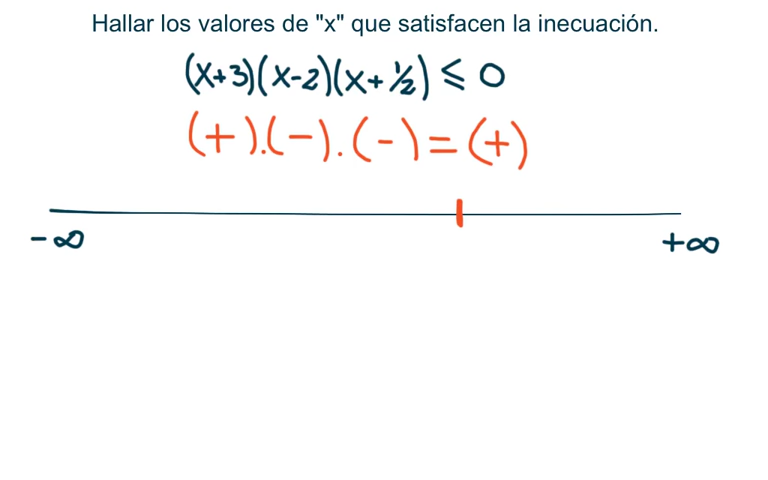 Hallar los valores de "x" que satisfacen la inecuación.
(x+3)(x-2)(x+½) ≤ 0
(+).(-).(-) = (+)
-∞ +∞